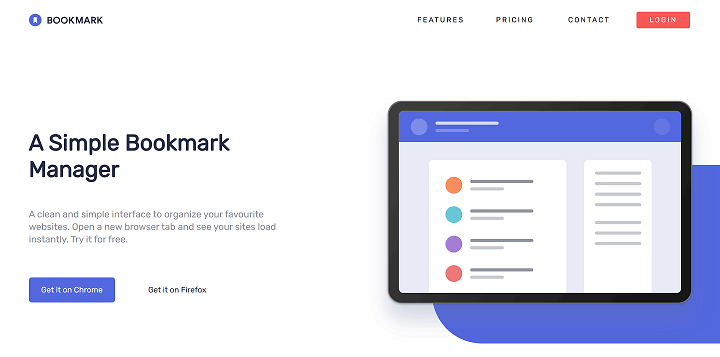 BOOKMARK
FEATURES PRICING CONTACT LOGIN
A Simple Bookmark
Manager
A clean and simple interface to organize your favourite
websites. Open a new browser tab and see your sites load
instantly. Try it for free.
Get it on Chrome Get it on Firefox